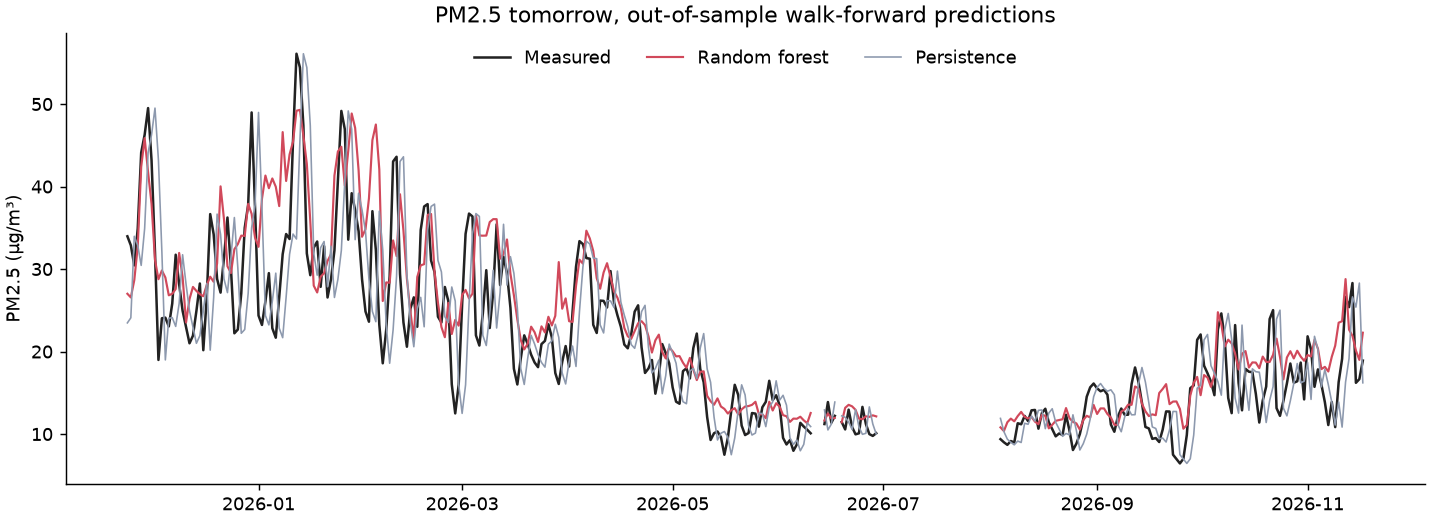 PM2.5 tomorrow, out-of-sample walk-forward predictions
Measured
Random forest
Persistence
PM2.5 (µg/m³)
50
40
30
20
10
2026-01
2026-03
2026-05
2026-07
2026-09
2026-11